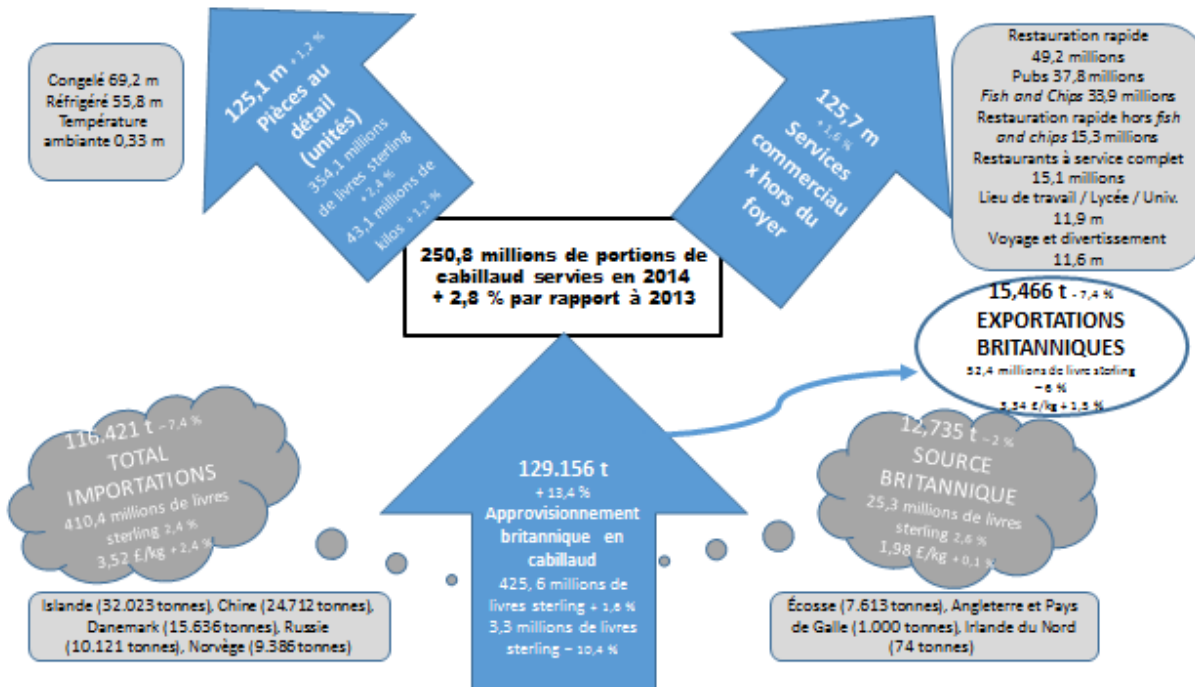 Congelé 69,2 m
Réfrigéré 55,8 m
Température
ambiante 0,33 m
125,1 m + 1,2 %
Pièces au
détail
(unités)
354,1 millions
de livres sterling
+ 2,4 %
43,1 millions de
kilos + 1,2 %
125,7 m
+ 1,6 %
Services
commerciau
x hors du
foyer
Restauration rapide
49,2 millions
Pubs 37,8 millions
Fish and Chips 33,9 millions
Restauration rapide hors fish
and chips 15,3 millions
Restaurants à service complet
15,1 millions
Lieu de travail / Lycée / Univ.
11,9 m
Voyage et divertissement
11,6 m
250,8 millions de portions de
cabillaud servies en 2014
+ 2,8 % par rapport à 2013
15,466 t - 7,4 %
EXPORTATIONS
BRITANNIQUES
52,4 millions de livre sterling
– 6 %
£/kg
116.421 t – 7,4 %
TOTAL
IMPORTATIONS
410,4 millions de livres
sterling 2,4 %
3,52 £/kg + 2,4 %
129.156 t
+ 13,4 %
Approvisionnement
britannique en
cabillaud
425, 6 millions de
livres sterling + 1,6 %
3,3 millions de livres
sterling – 10,4 %
12,735 t – 2 %
SOURCE
BRITANNIQUE
25,3 millions de livres
sterling 2,6 %
1,98 £/kg + 0,1 %
Islande (32.023 tonnes), Chine (24.712 tonnes),
Danemark (15.636 tonnes), Russie
(10.121 tonnes), Norvège (9.386 tonnes)
Écosse (7.613 tonnes), Angleterre et Pays
de Galle (1.000 tonnes), Irlande du Nord
(74 tonnes)